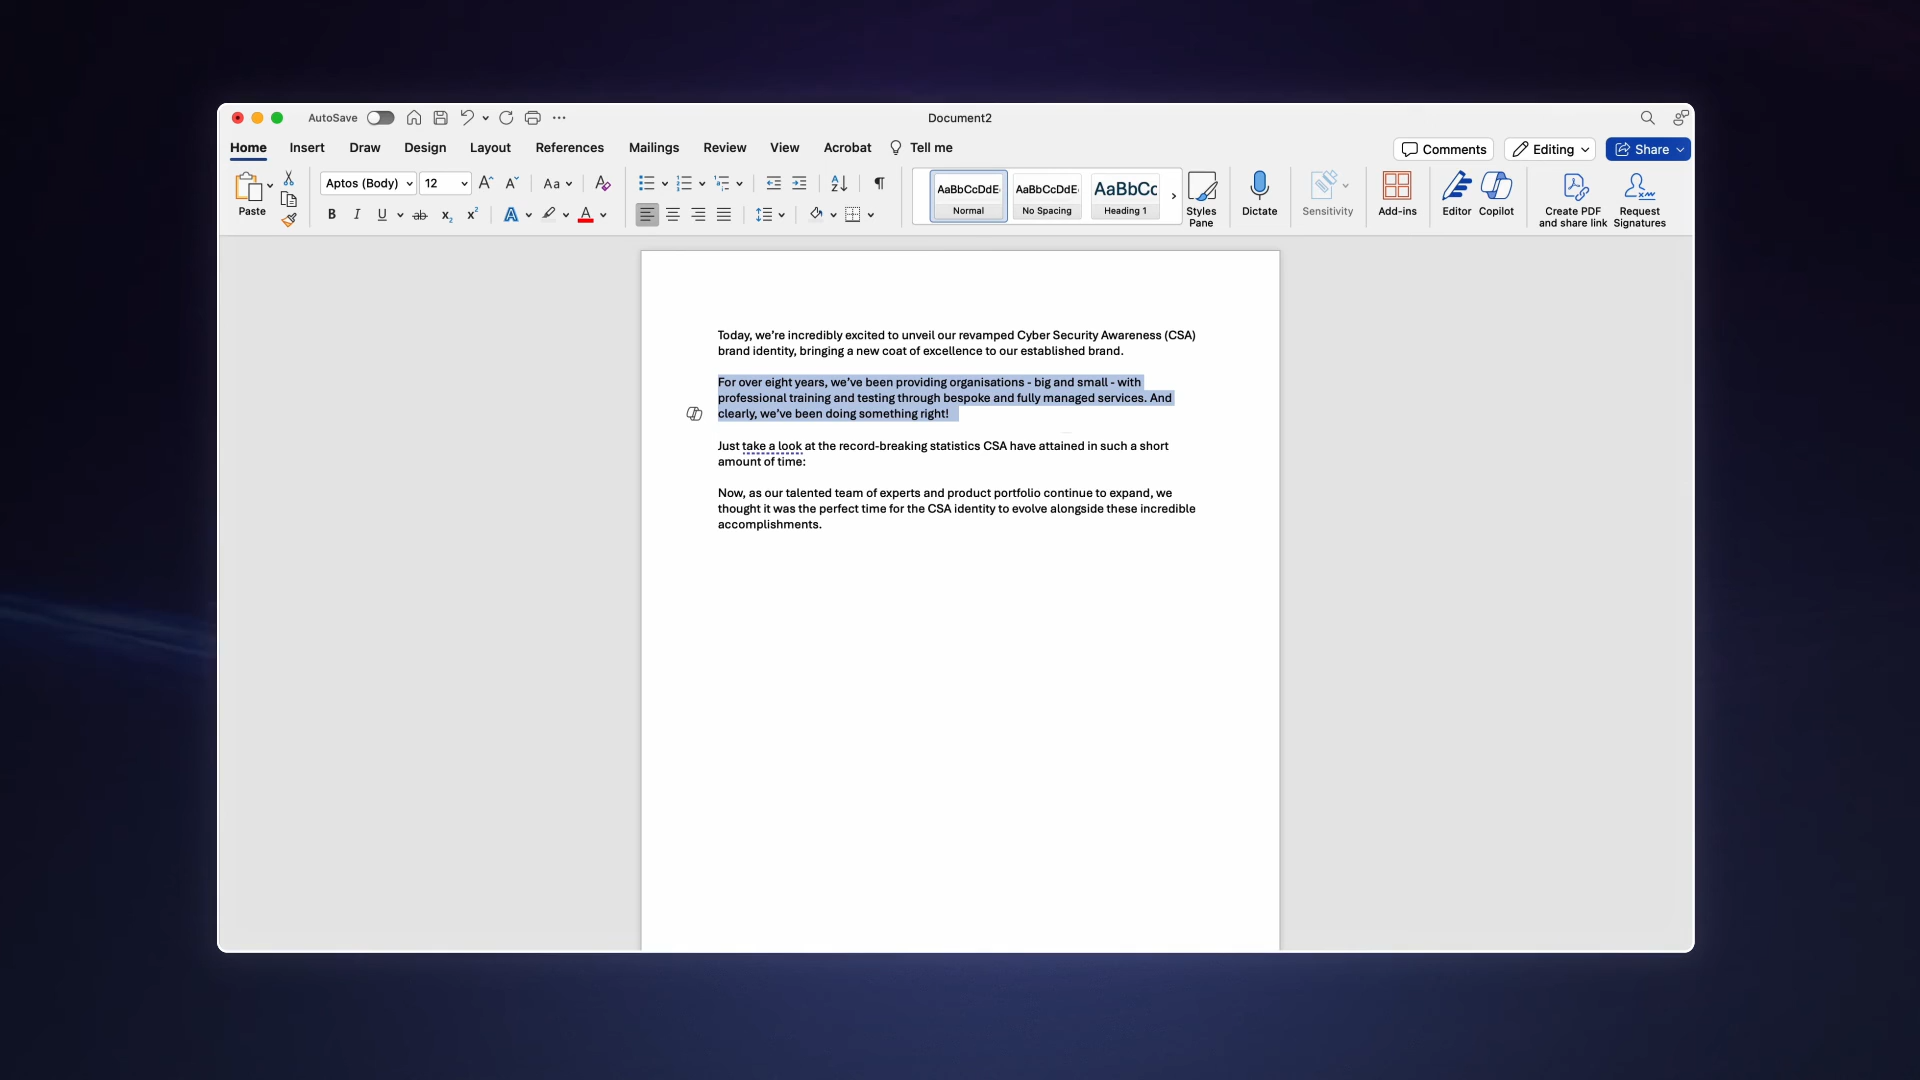 AutoSave
Document2
Home Insert Draw Design Layout References Mailings Review View Acrobat Tell me
Comments Editing Share
Paste
Aptos (Body) 12 Aa
B I U ab x₂ x² A A
AaBbCcDdE Normal
AaBbCcDdE No Spacing
AaBbCc Heading 1
Styles Pane
Dictate
Sensitivity
Add-ins
Editor Copilot
Create PDF and share link
Request Signatures
Today, we're incredibly excited to unveil our revamped Cyber Security Awareness (CSA)
brand identity, bringing a new coat of excellence to our established brand.
For over eight years, we've been providing organisations - big and small - with
professional training and testing through bespoke and fully managed services. And
clearly, we've been doing something right!
Just take a look at the record-breaking statistics CSA have attained in such a short
amount of time:
Now, as our talented team of experts and product portfolio continue to expand, we
thought it was the perfect time for the CSA identity to evolve alongside these incredible
accomplishments.